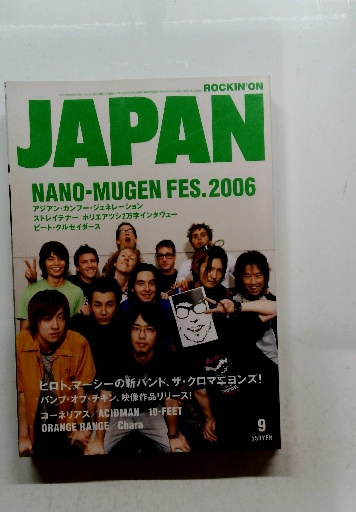 ROCKIN'ON
JAPAN
NANO-MUGEN FES.2006
アジアン・カンフー・ジェネレーション
ストレイテナー ホリエアツシ2万字インタヴュー
ビート・クルセイダース
ヒロト、マーシーの新バンド、ザ・クロマニヨンズ!
バンプ・オブ・チキン、映像作品リリース!
コーネリアス ACIDMAN 10-FEET
ORANGE RANGE Chara
9